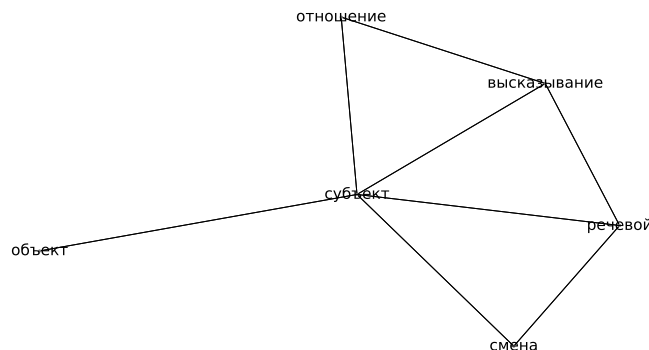 отношение
высказывание
субъект
речевой
объект
смена